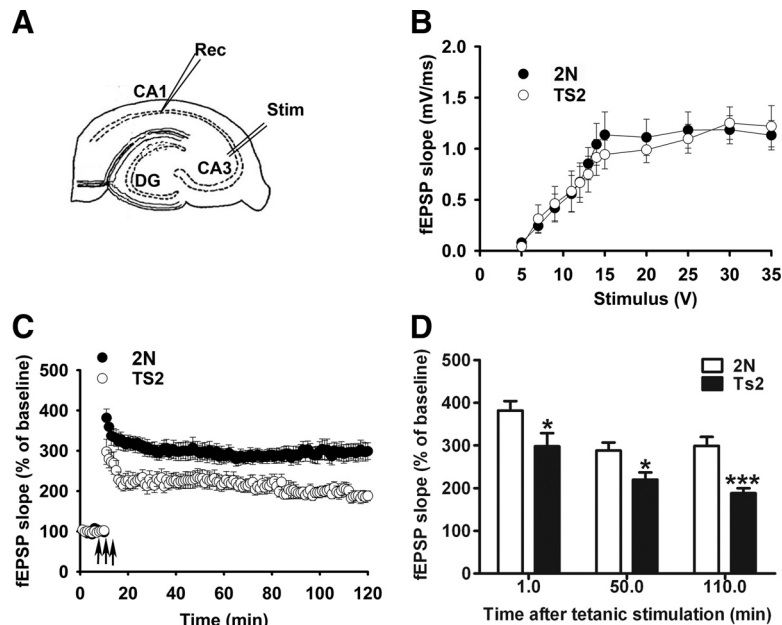 A
Rec
CA1
Stim
CA3
DG
B
fEPSP slope (mV/ms)
2.0
1.5
1.0
0.5
0.0
2N
TS2
0 5 10 15 20 25 30 35
Stimulus (V)
C
fEPSP slope (% of baseline)
500
400
300
200
100
0
2N
TS2
0 20 40 60 80 100 120
Time (min)
D
fEPSP slope (% of baseline)
500
400
300
200
100
0
2N
Ts2
*
*
***
1.0 50.0 110.0
Time after tetanic stimulation (min)